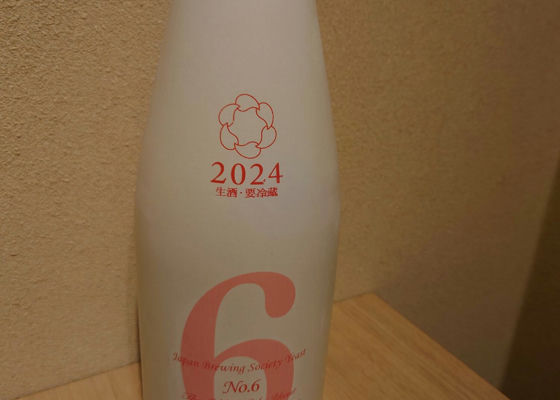 2024
生酒・要冷蔵
6
Japan Brewing Society Yeast
No.6